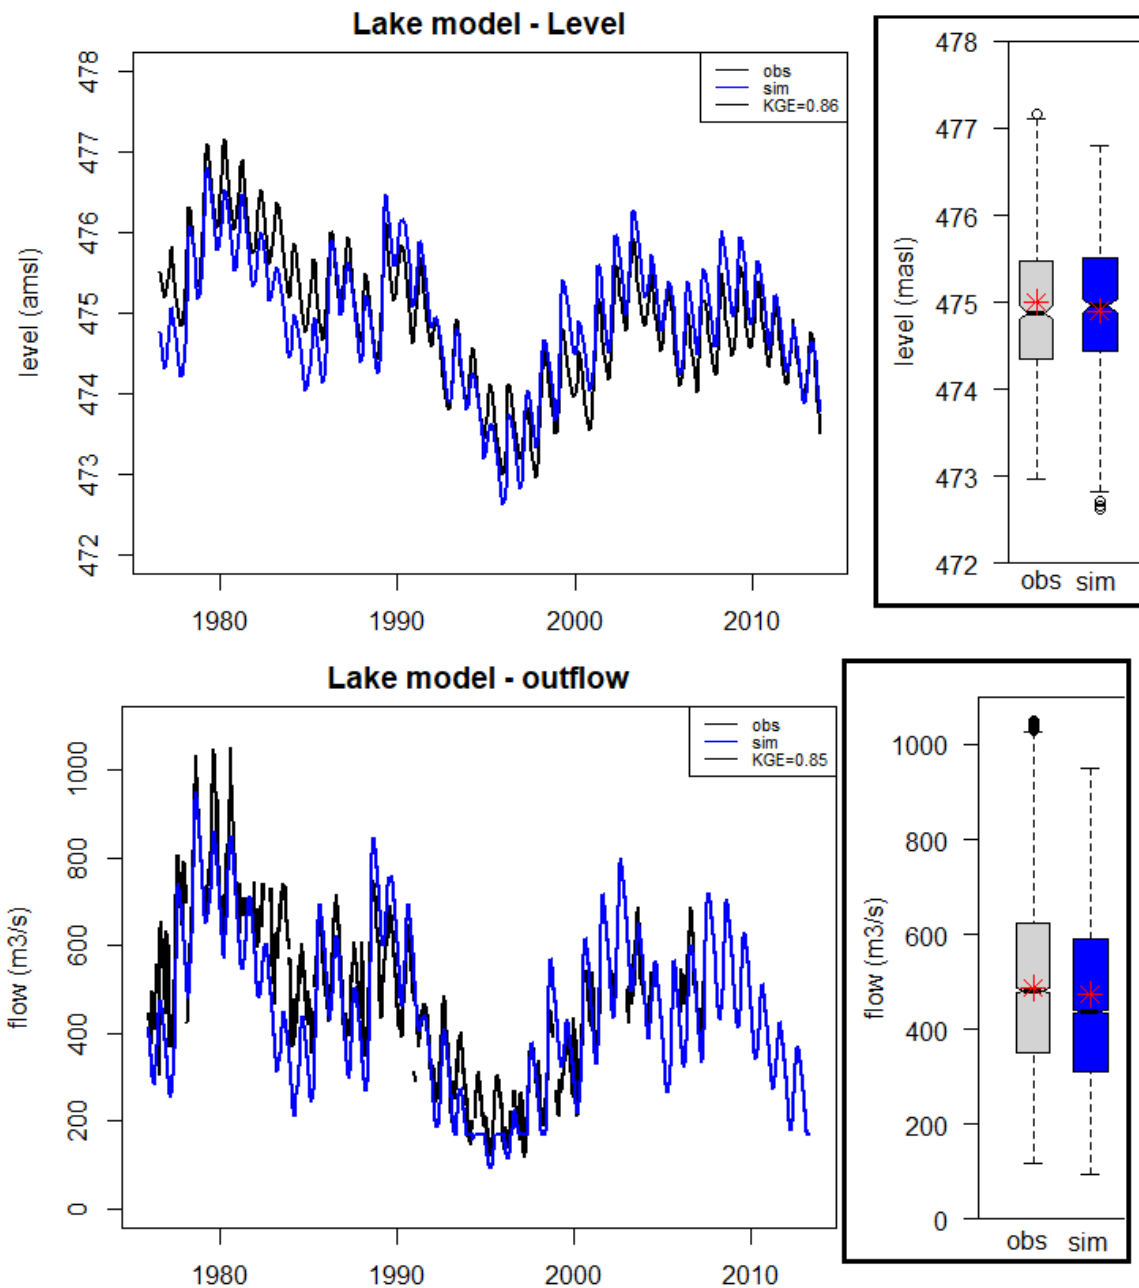 Lake model - Level
level (amsl)
478
477
476
475
474
473
472
obs
sim
KGE=0.86
1980
1990
2000
2010
level (masl)
478
477
476
475
474
473
472
obs
sim
Lake model - outflow
flow (m3/s)
1000
800
600
400
200
0
obs
sim
KGE=0.85
1980
1990
2000
2010
flow (m3/s)
1000
800
600
400
200
0
obs
sim